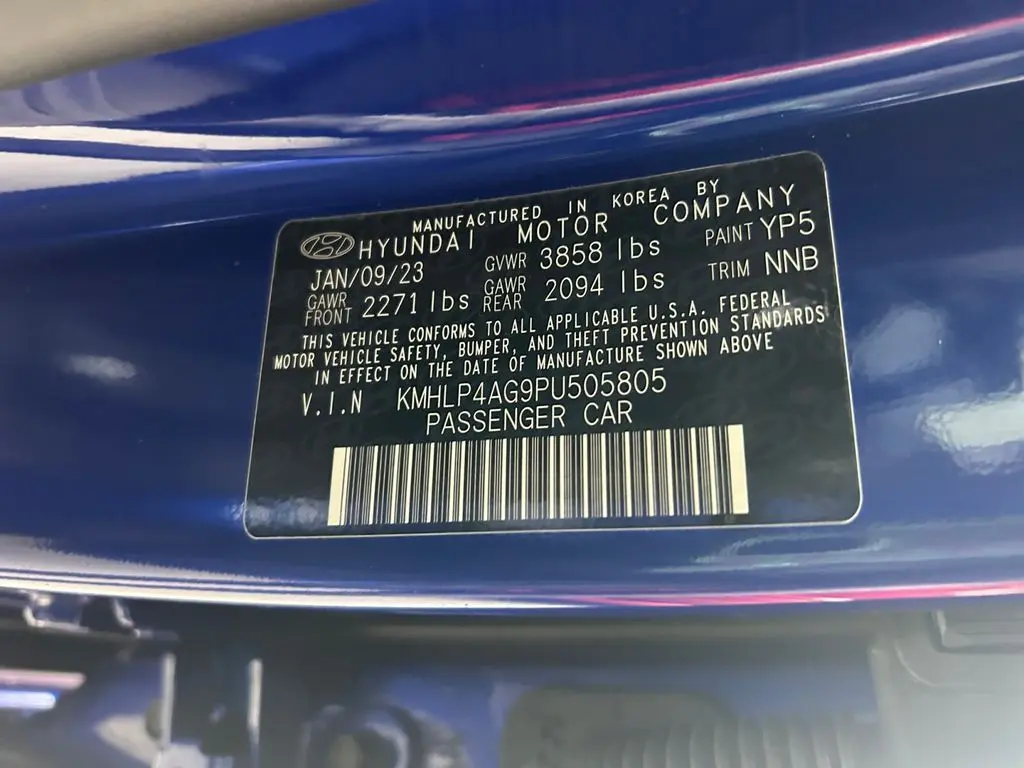 MANUFACTURED IN KOREA BY
HYUNDAI MOTOR COMPANY
JAN/09/23 GVWR 3858 lbs PAINT YP5
GAWR FRONT 2271 lbs GAWR REAR 2094 lbs TRIM NNB
THIS VEHICLE CONFORMS TO ALL APPLICABLE U.S.A. FEDERAL
MOTOR VEHICLE SAFETY, BUMPER, AND THEFT PREVENTION STANDARDS
IN EFFECT ON THE DATE OF MANUFACTURE SHOWN ABOVE
V.I.N KMHLP4AG9PU505805
PASSENGER CAR